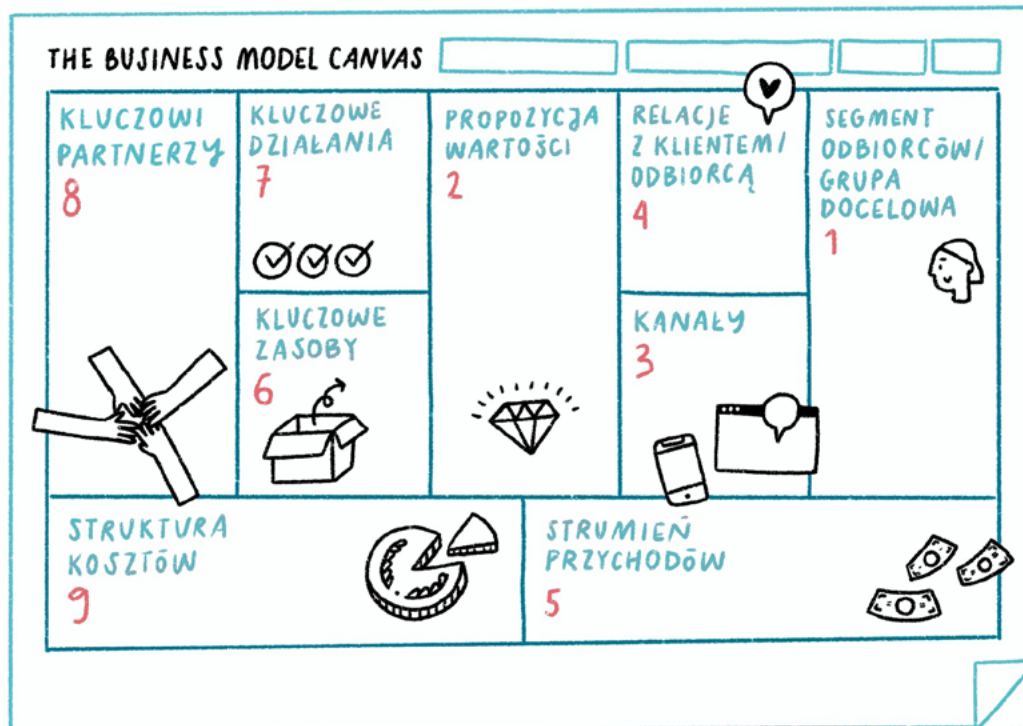 THE BUSINESS MODEL CANVAS
KLUCZOWI
PARTNERZY
8
KLUCZOWE
DZIAŁANIA
7
KLUCZOWE
ZASOBY
6
PROPOZYCJA
WARTOŚCI
2
RELACJE
Z KLIENTEM/
ODBIORCĄ
4
KANAŁY
3
SEGMENT
ODBIORCÓW/
GRUPA
DOCELOWA
1
STRUKTURA
KOSZTÓW
9
STRUMIEŃ
PRZYCHODÓW
5